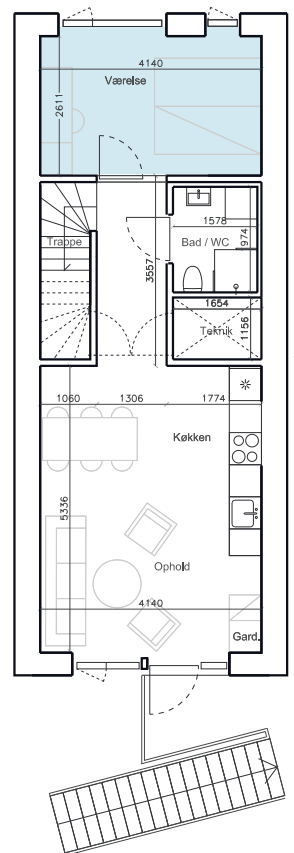 4140
Værelse
2611
1578
Trappe
Bad / WC
1974
3557
1654
Teknik
1156
1060 1306 1774
Køkken
5336
Ophold
4140
Gard.